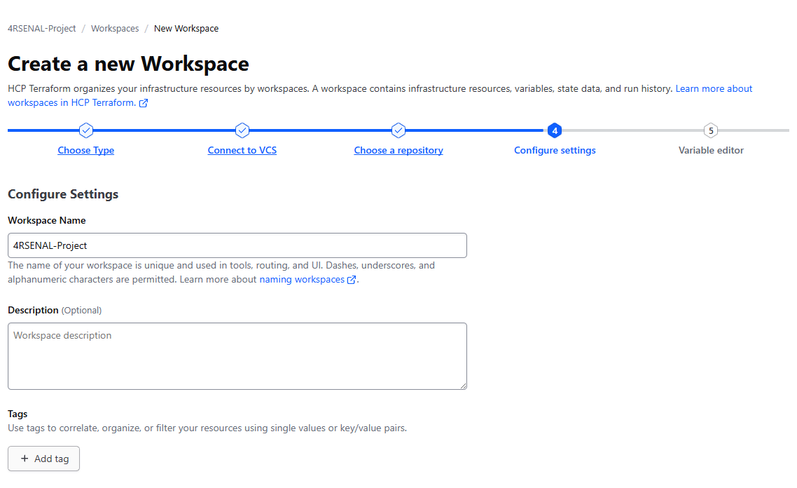 4RSENAL-Project / Workspaces / New Workspace
Create a new Workspace
HCP Terraform organizes your infrastructure resources by workspaces. A workspace contains infrastructure resources, variables, state data, and run history. Learn more about
workspaces in HCP Terraform.
4 5
Choose Type Connect to VCS Choose a repository Configure settings Variable editor
Configure Settings
Workspace Name
4RSENAL-Project
The name of your workspace is unique and used in tools, routing, and UI. Dashes, underscores, and
alphanumeric characters are permitted. Learn more about naming workspaces.
Description (Optional)
Workspace description
Tags
Use tags to correlate, organize, or filter your resources using single values or key/value pairs.
+ Add tag